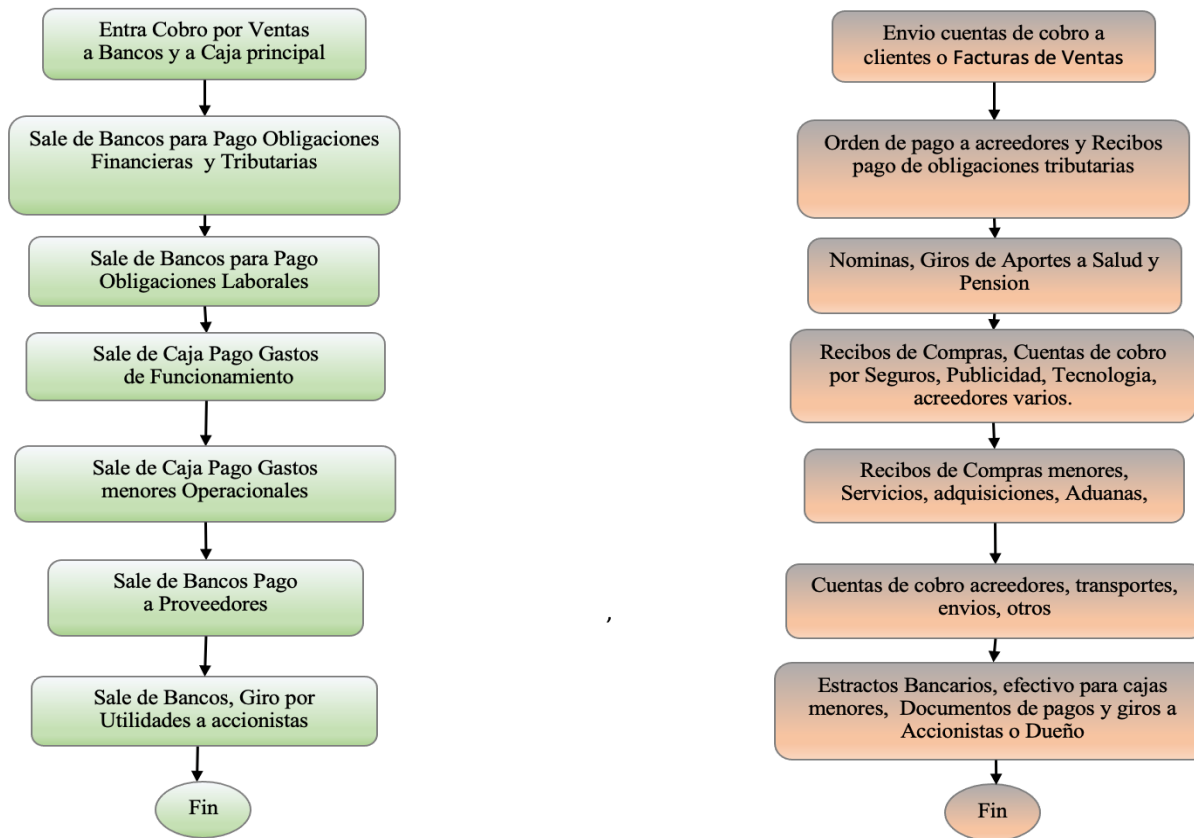 Entra Cobro por Ventas
a Bancos y a Caja principal
Sale de Bancos para Pago Obligaciones
Financieras y Tributarias
Sale de Bancos para Pago
Obligaciones Laborales
Sale de Caja Pago Gastos
de Funcionamiento
Sale de Caja Pago Gastos
menores Operacionales
Sale de Bancos Pago
a Proveedores
Sale de Bancos, Giro por
Utilidades a accionistas
Fin
,
Envio cuentas de cobro a
clientes o Facturas de Ventas
Orden de pago a acreedores y Recibos
pago de obligaciones tributarias
Nominas, Giros de Aportes a Salud y
Pension
Recibos de Compras, Cuentas de cobro
por Seguros, Publicidad, Tecnologia,
acreedores varios.
Recibos de Compras menores,
Servicios, adquisiciones, Aduanas,
Cuentas de cobro acreedores, transportes,
envios, otros
Estractos Bancarios, efectivo para cajas
menores, Documentos de pagos y giros a
Accionistas o Dueño
Fin